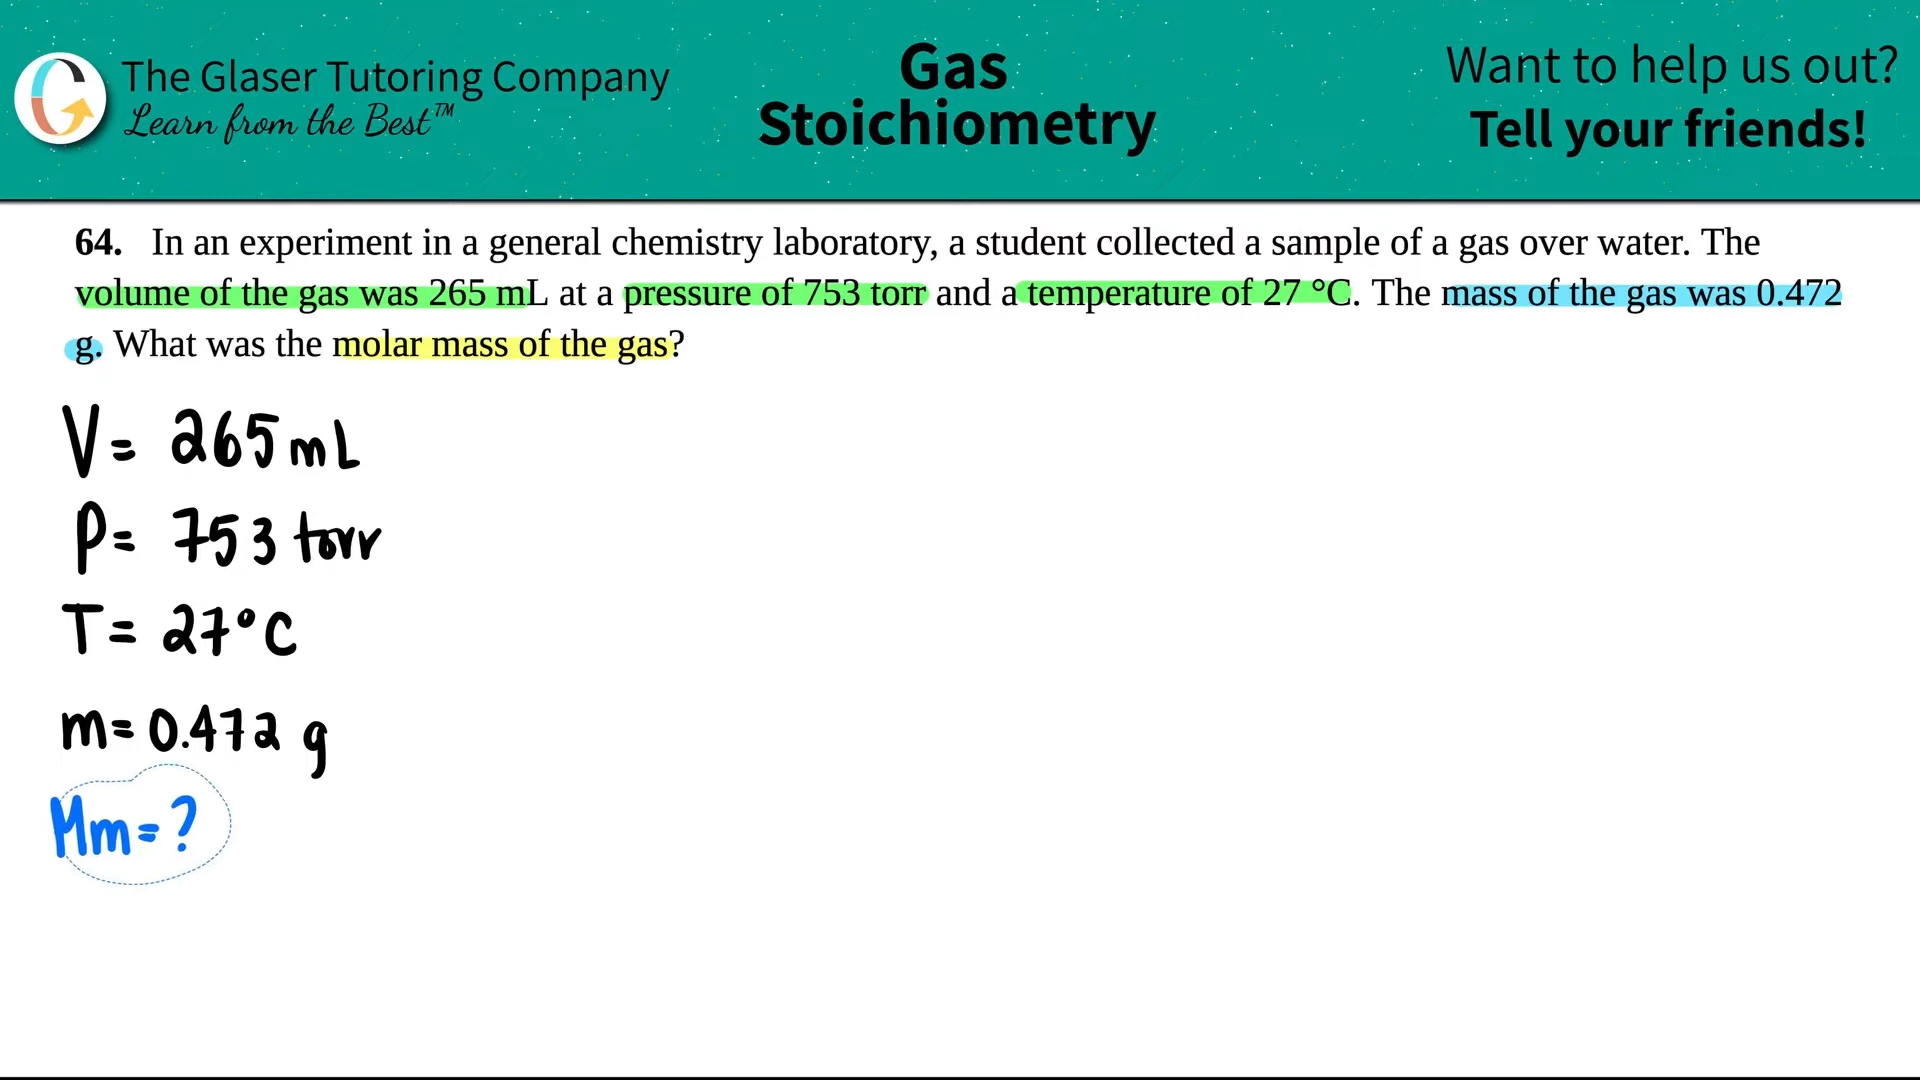 The Glaser Tutoring Company
Learn from the Best™
Gas
Stoichiometry
Want to help us out?
Tell your friends!
64. In an experiment in a general chemistry laboratory, a student collected a sample of a gas over water. The
volume of the gas was 265 mL at a pressure of 753 torr and a temperature of 27 °C. The mass of the gas was 0.472
g. What was the molar mass of the gas?
V= 265 mL
P= 753 torr
T= 27°C
m= 0.472 g
Mm= ?